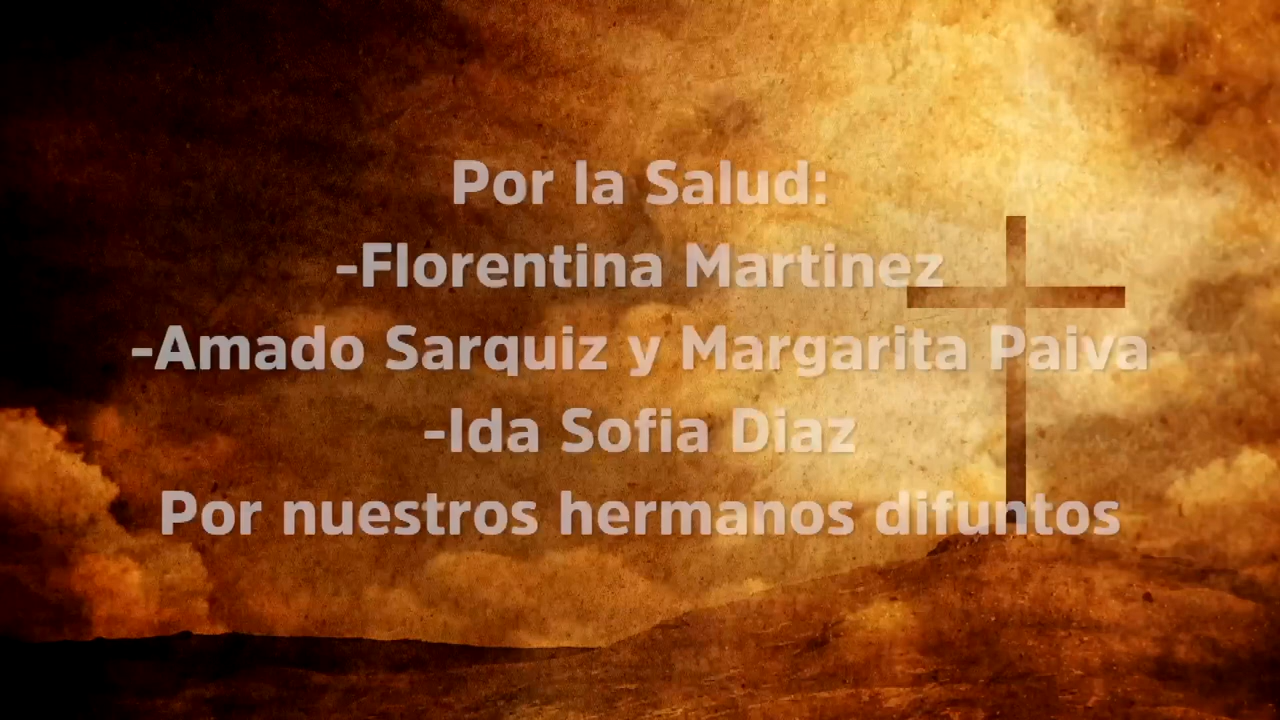 Por la Salud:
-Florentina Martinez
-Amado Sarquiz y Margarita Paiva
-Ida Sofia Diaz
Por nuestros hermanos difuntos